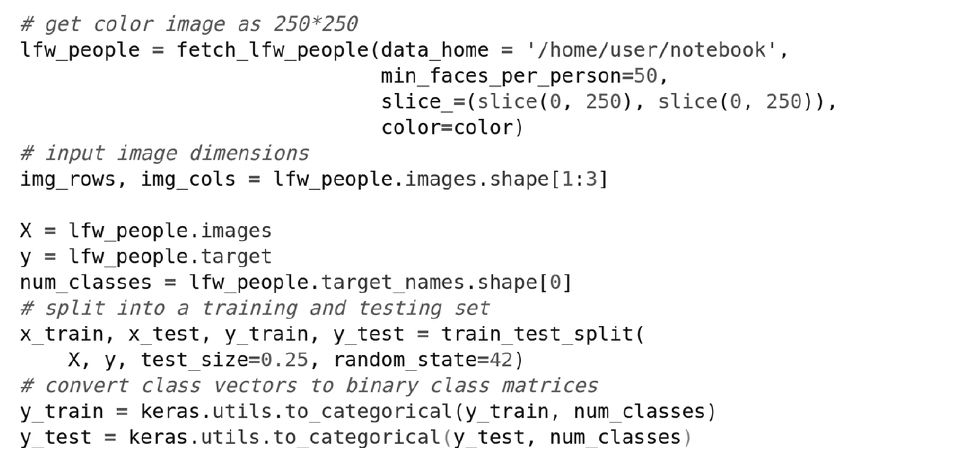 # get color image as 250*250
lfw_people = fetch_lfw_people(data_home = '/home/user/notebook',
                              min_faces_per_person=50,
                              slice_=(slice(0, 250), slice(0, 250)),
                              color=color)
# input image dimensions
img_rows, img_cols = lfw_people.images.shape[1:3]

X = lfw_people.images
y = lfw_people.target
num_classes = lfw_people.target_names.shape[0]
# split into a training and testing set
x_train, x_test, y_train, y_test = train_test_split(
    X, y, test_size=0.25, random_state=42)
# convert class vectors to binary class matrices
y_train = keras.utils.to_categorical(y_train, num_classes)
y_test = keras.utils.to_categorical(y_test, num_classes)